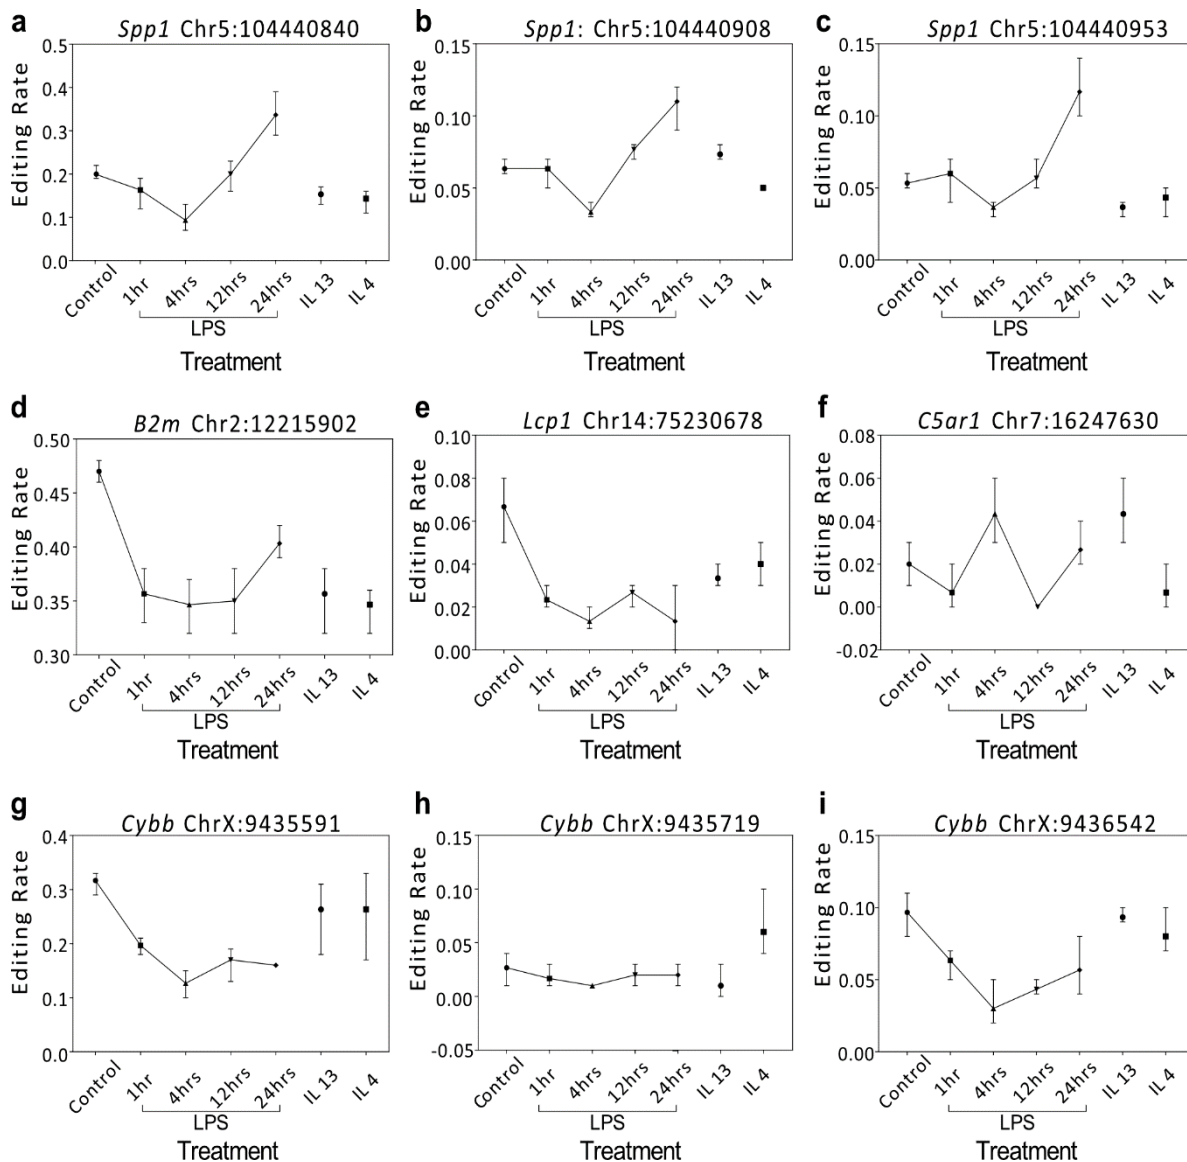 a
Spp1 Chr5:104440840
Editing Rate
0.5
0.4
0.3
0.2
0.1
0.0
Control
1hr
4hrs
12hrs
24hrs
IL 13
IL 4
LPS
Treatment
b
Spp1: Chr5:104440908
Editing Rate
0.15
0.10
0.05
0.00
Control
1hr
4hrs
12hrs
24hrs
IL 13
IL 4
LPS
Treatment
c
Spp1 Chr5:104440953
Editing Rate
0.15
0.10
0.05
0.00
Control
1hr
4hrs
12hrs
24hrs
IL 13
IL 4
LPS
Treatment
d
B2m Chr2:12215902
Editing Rate
0.50
0.45
0.40
0.35
0.30
Control
1hr
4hrs
12hrs
24hrs
IL 13
IL 4
LPS
Treatment
e
Lcp1 Chr14:75230678
Editing Rate
0.10
0.08
0.06
0.04
0.02
0.00
Control
1hr
4hrs
12hrs
24hrs
IL 13
IL 4
LPS
Treatment
f
C5ar1 Chr7:16247630
Editing Rate
0.08
0.06
0.04
0.02
0.00
-0.02
Control
1hr
4hrs
12hrs
24hrs
IL 13
IL 4
LPS
Treatment
g
Cybb ChrX:9435591
Editing Rate
0.4
0.3
0.2
0.1
0.0
Control
1hr
4hrs
12hrs
24hrs
IL 13
IL 4
LPS
Treatment
h
Cybb ChrX:9435719
Editing Rate
0.15
0.10
0.05
0.00
-0.05
Control
1hr
4hrs
12hrs
24hrs
IL 13
IL 4
LPS
Treatment
i
Cybb ChrX:9436542
Editing Rate
0.15
0.10
0.05
0.00
Control
1hr
4hrs
12hrs
24hrs
IL 13
IL 4
LPS
Treatment